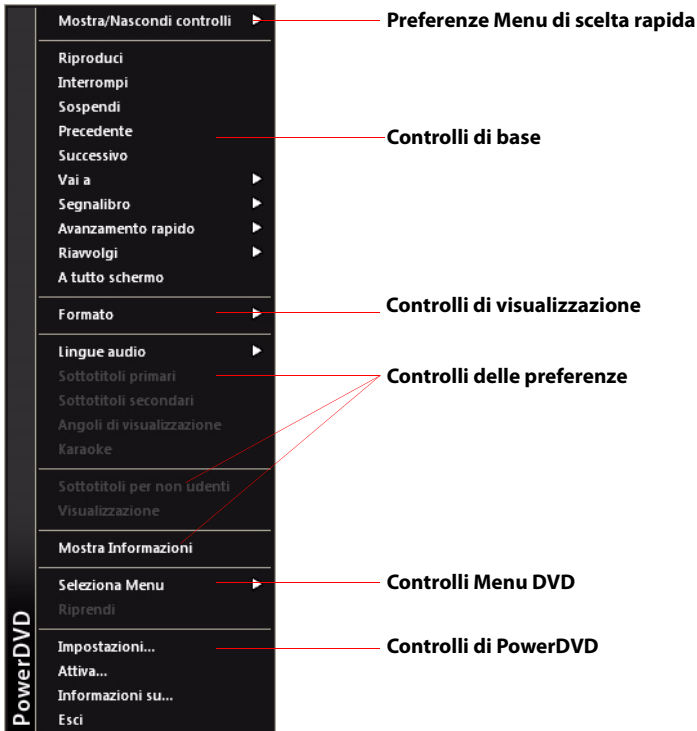 Mostra/Nascondi controlli
Preferenze Menu di scelta rapida
Riproduci
Interrompi
Sospendi
Precedente
Controlli di base
Successivo
Vai a
Segnalibro
Avanzamento rapido
Riavvolgi
A tutto schermo
Formato
Controlli di visualizzazione
Lingue audio
Sottotitoli primari
Controlli delle preferenze
Sottotitoli secondari
Angoli di visualizzazione
Karaoke
Sottotitoli per non udenti
Visualizzazione
Mostra Informazioni
Seleziona Menu
Controlli Menu DVD
Riprendi
Impostazioni...
Controlli di PowerDVD
Attiva...
Informazioni su...
Esci
PowerDVD